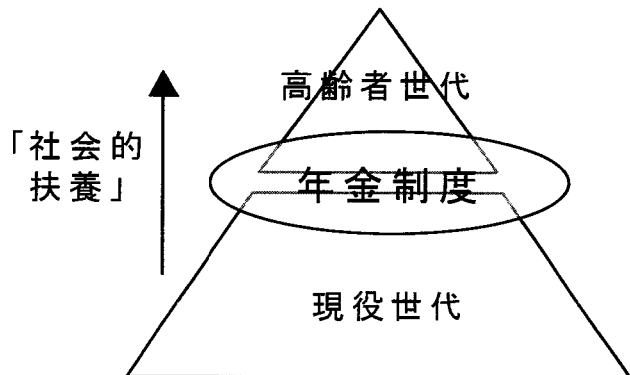 高齢者世代
「社会的
扶養」
年金制度
現役世代